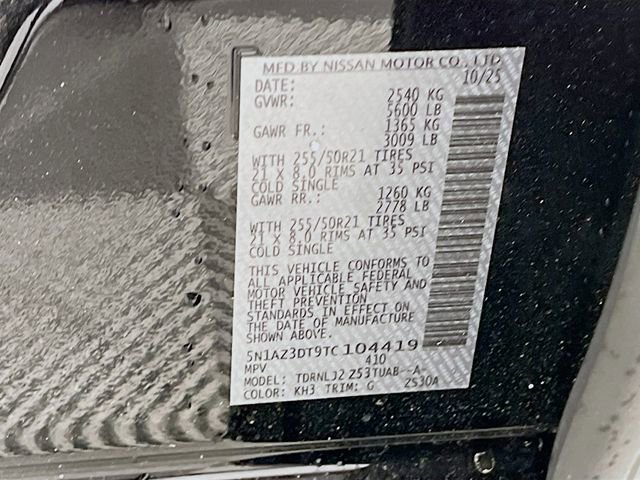 MFD BY NISSAN MOTOR CO., LTD
DATE: 10/25
GVWR: 2540 KG
5600 LB
GAWR FR.: 1365 KG
3009 LB
WITH 255/50R21 TIRES
21 x 8.0 RIMS AT 35 PSI
COLD SINGLE
GAWR RR.: 1260 KG
2778 LB
WITH 255/50R21 TIRES
21 x 8.0 RIMS AT 35 PSI
COLD SINGLE
THIS VEHICLE CONFORMS TO
ALL APPLICABLE FEDERAL
MOTOR VEHICLE SAFETY AND
THEFT PREVENTION
STANDARDS IN EFFECT ON
THE DATE OF MANUFACTURE
SHOWN ABOVE.
5N1AZ3DT9TC104419
MPV 410
MODEL: TDRNLJ2 Z53TUAB--A-
COLOR: KH3 TRIM: G ZS30A